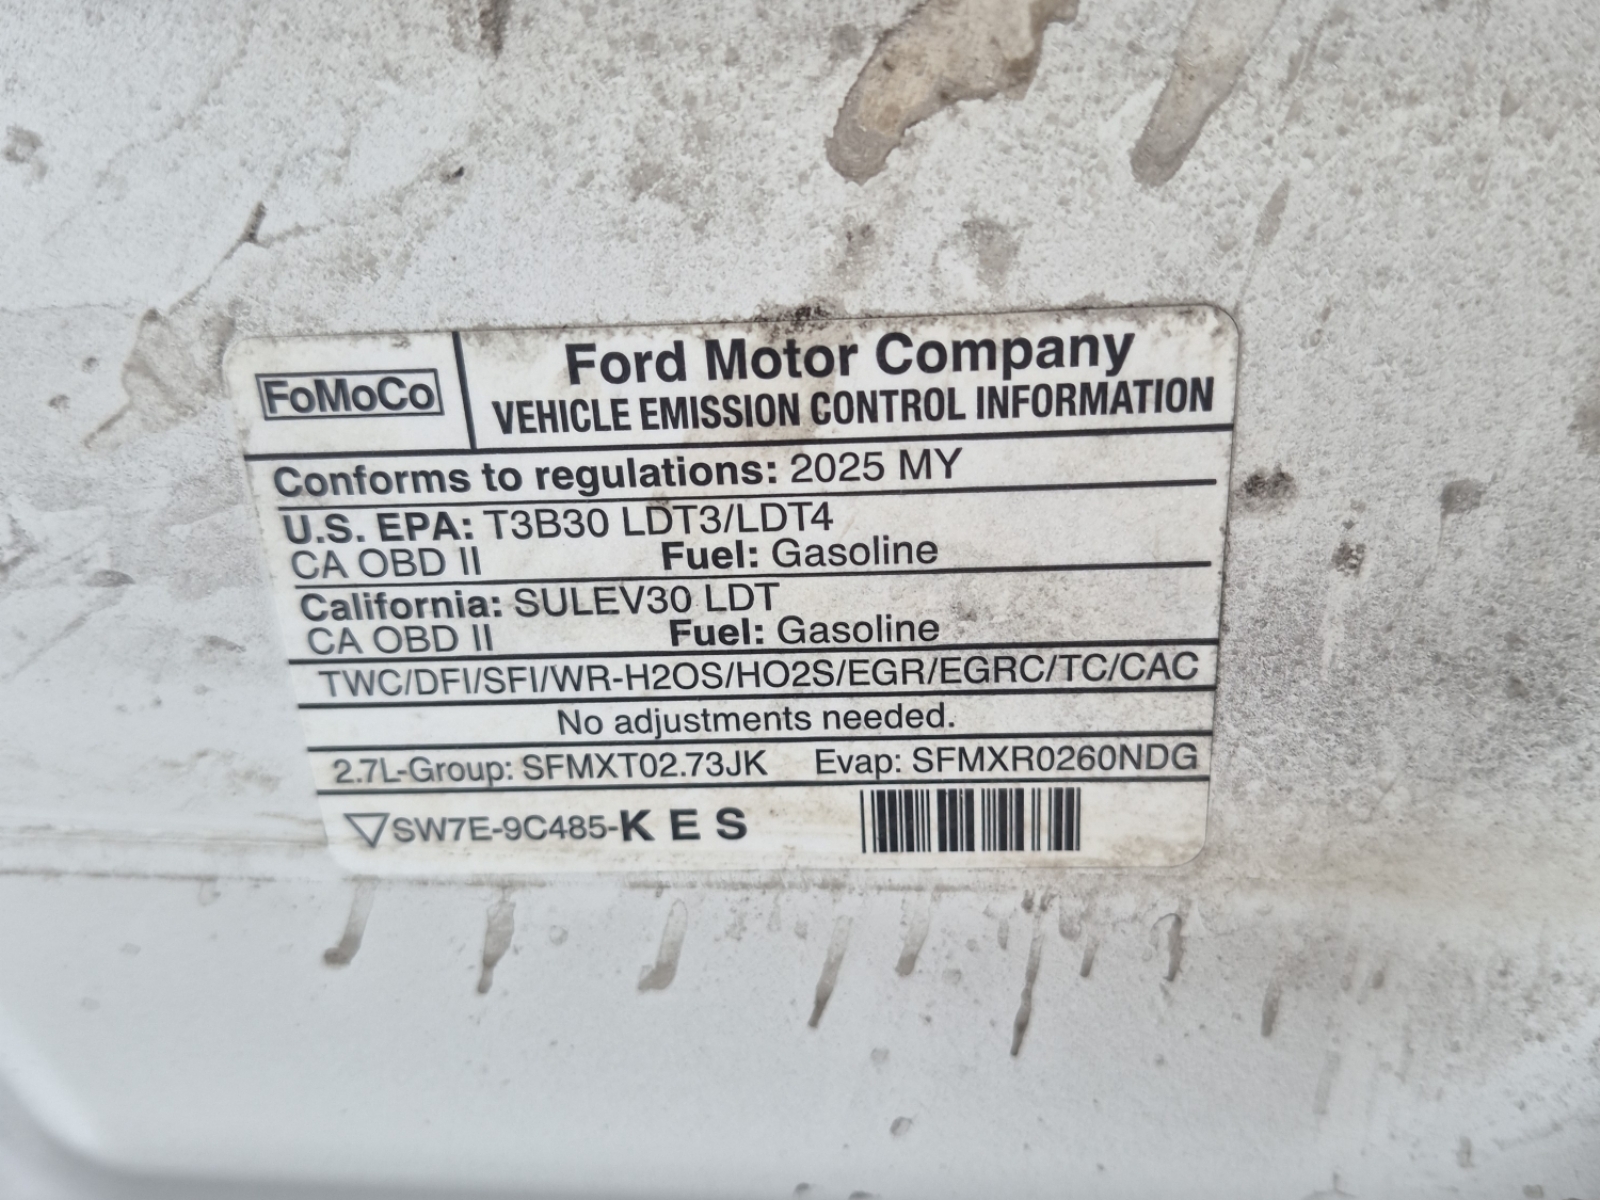 FoMoCo
Ford Motor Company
VEHICLE EMISSION CONTROL INFORMATION
Conforms to regulations: 2025 MY
U.S. EPA: T3B30 LDT3/LDT4
CA OBD II Fuel: Gasoline
California: SULEV30 LDT
CA OBD II Fuel: Gasoline
TWC/DFI/SFI/WR-H2OS/HO2S/EGR/EGRC/TC/CAC
No adjustments needed.
2.7L-Group: SFMXT02.73JK Evap: SFMXR0260NDG
SW7E-9C485-K E S